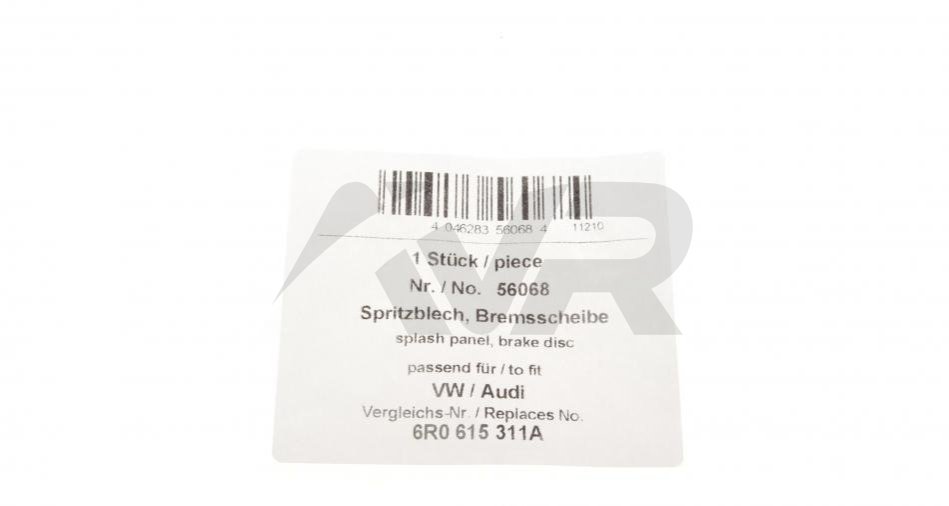 4 046283 56068 4 11210
1 Stück / piece
Nr. / No. 56068
Spritzblech, Bremsscheibe
splash panel, brake disc
passend für / to fit
VW / Audi
Vergleichs-Nr. / Replaces No.
6R0 615 311A